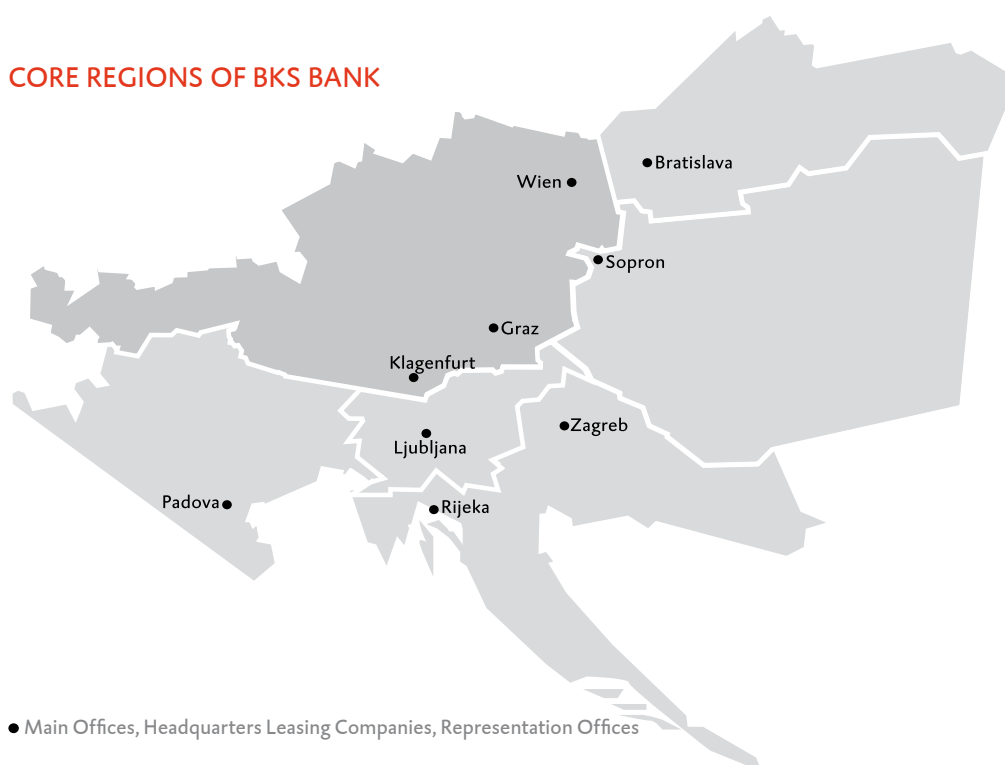 CORE REGIONS OF BKS BANK
Bratislava
Wien
Sopron
Graz
Klagenfurt
Zagreb
Ljubljana
Padova
Rijeka
Main Offices, Headquarters Leasing Companies, Representation Offices